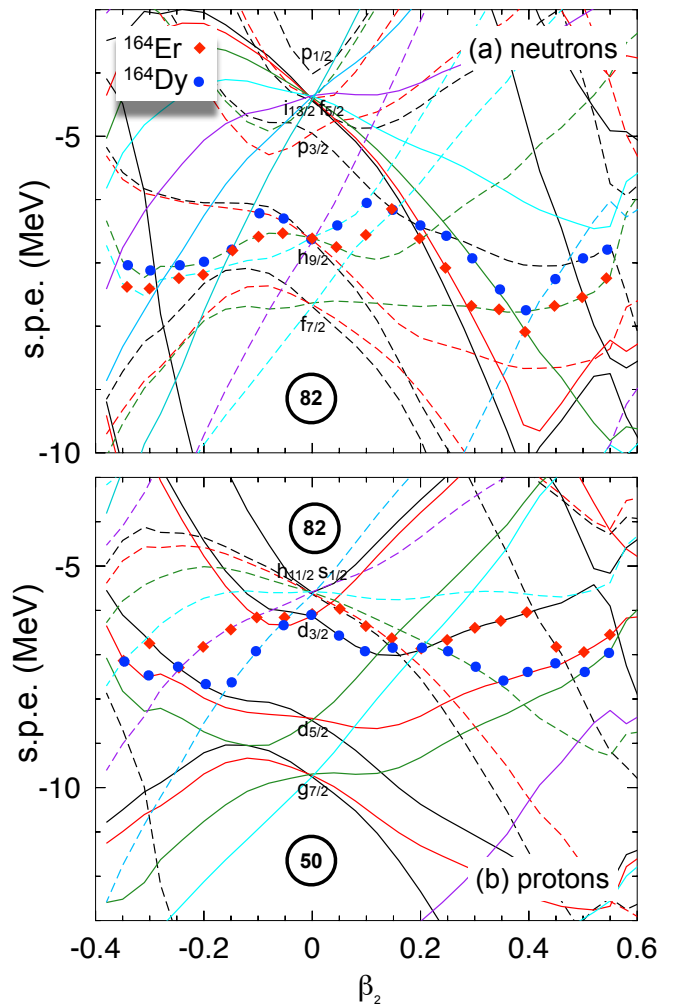 ¹⁶⁴Er
¹⁶⁴Dy
(a) neutrons
p₁/₂
i₁₃/₂ f₅/₂
p₃/₂
h₉/₂
f₇/₂
82
-5
-10
s.p.e. (MeV)
82
h₁₁/₂ s₁/₂
d₃/₂
d₅/₂
g₇/₂
50
(b) protons
-5
-10
s.p.e. (MeV)
-0.4 -0.2 0 0.2 0.4 0.6
β₂